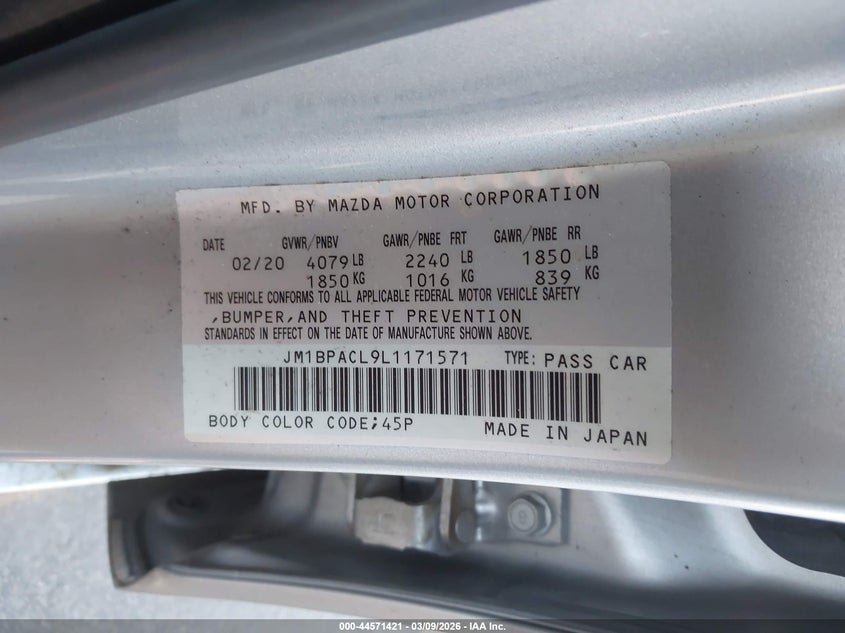 MFD. BY MAZDA MOTOR CORPORATION
DATE GVWR/PNBV GAWR/PNBE FRT GAWR/PNBE RR
02/20 4079 LB 2240 LB 1850 LB
1850 KG 1016 KG 839 KG
THIS VEHICLE CONFORMS TO ALL APPLICABLE FEDERAL MOTOR VEHICLE SAFETY
,BUMPER,AND THEFT PREVENTION
STANDARDS IN EFFECT ON THE DATE OF MANUFACTURE SHOWN ABOVE.
JM1BPACL9L1171571 TYPE: PASS CAR
BODY COLOR CODE;45P MADE IN JAPAN
000-44571421 - 03/09/2026 - IAA Inc.